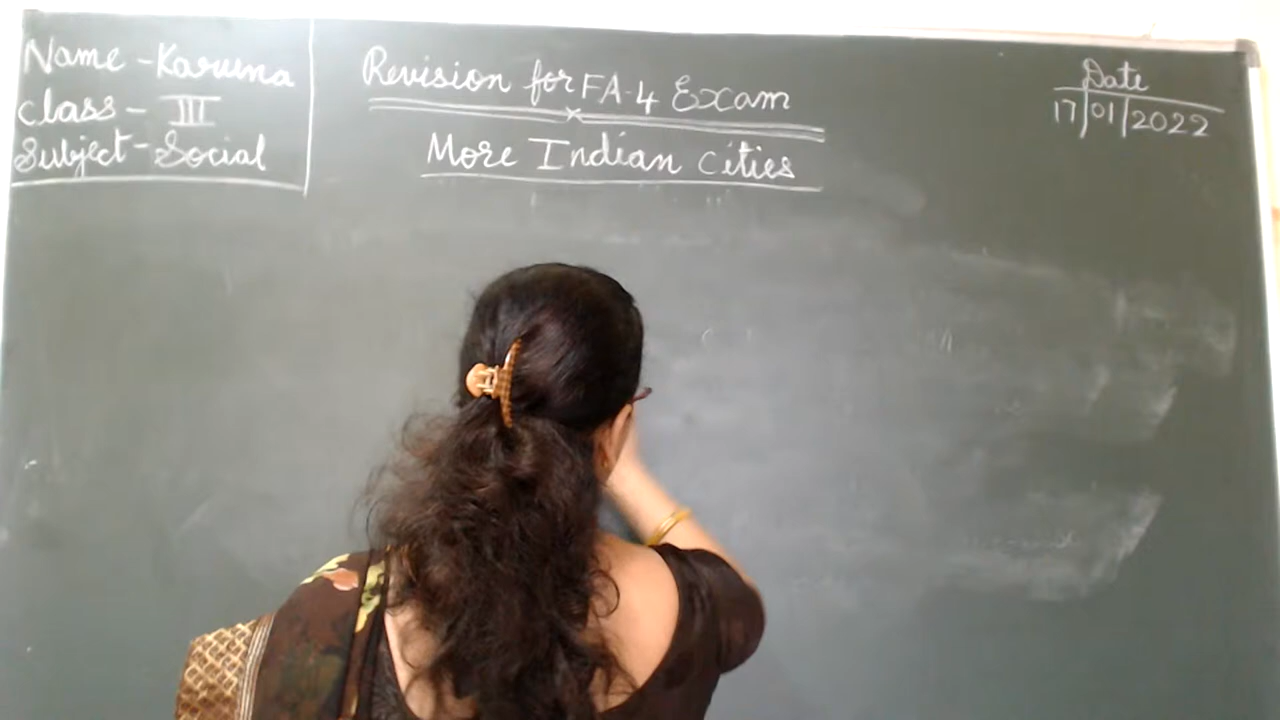 Name - Karuna
Class - III
Subject - Social
Revision for FA-4 Exam
More Indian Cities
Date
17/01/2022